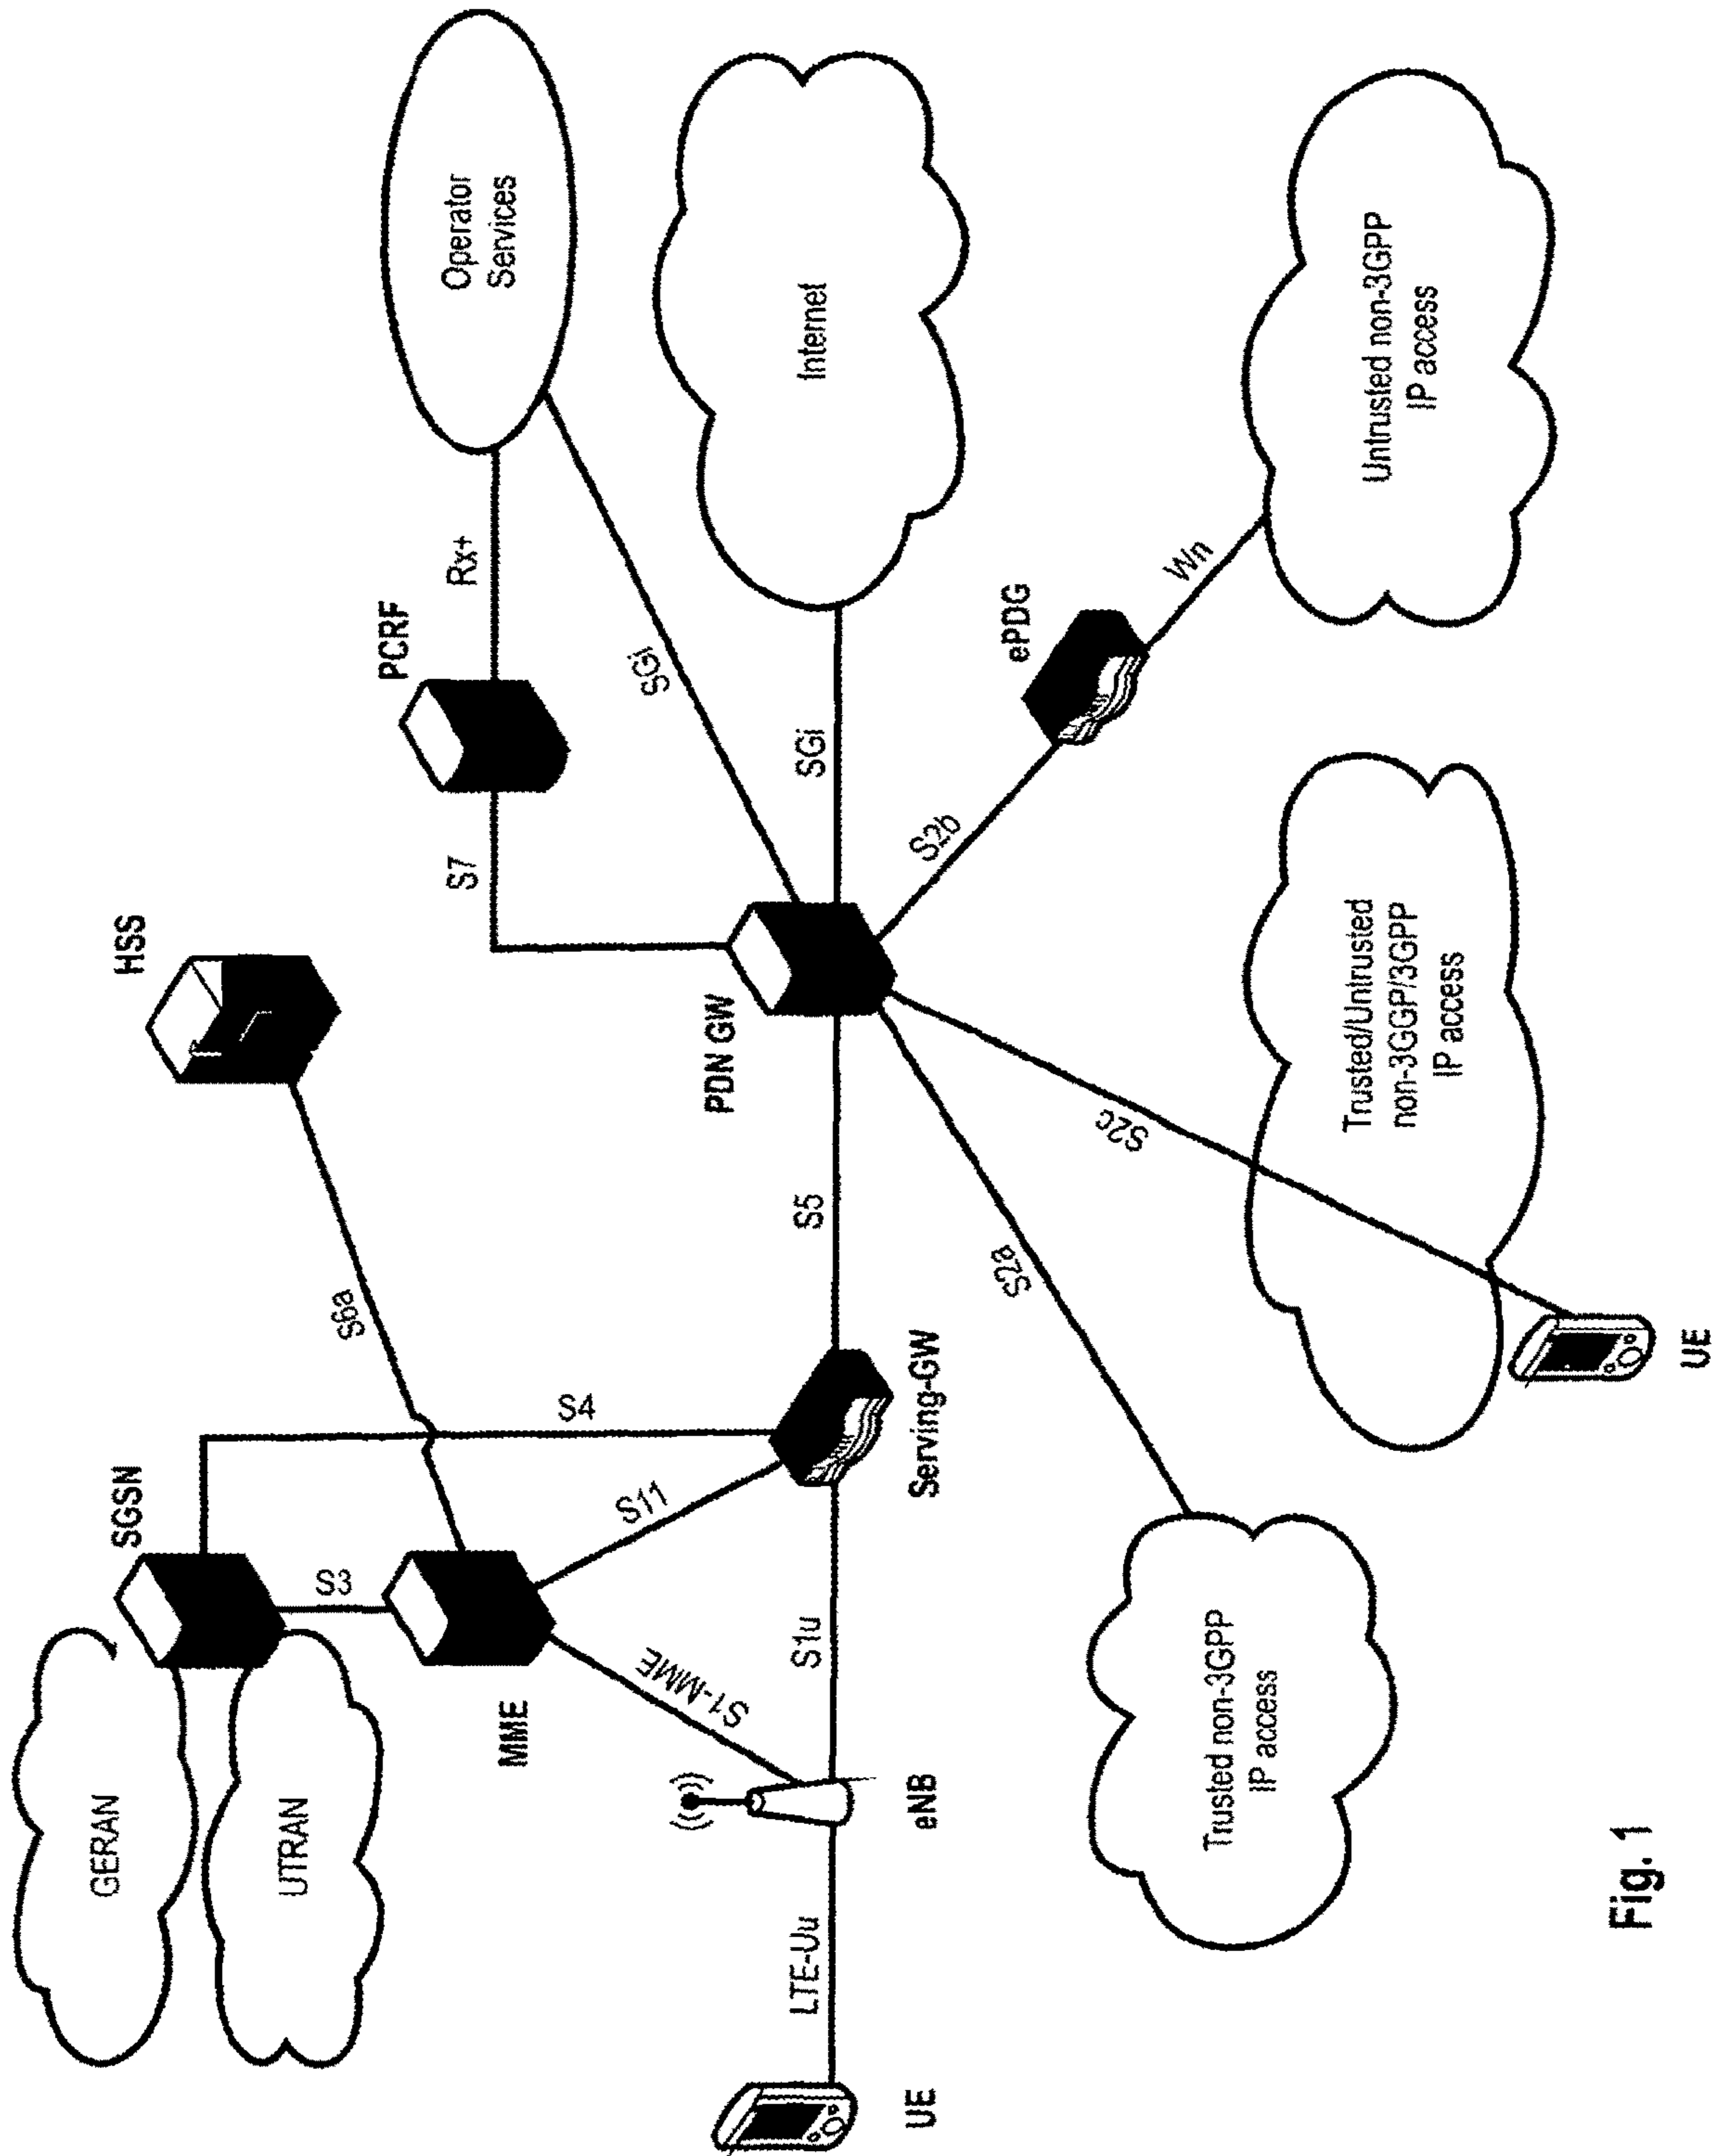 GERAN
UTRAN
SGSN
HSS
S3
S6a
PCRF
Operator
Services
S7
Rx+
MME
S4
S11
S1-MME
SGi
PDN GW
Internet
UE
LTE-Uu
eNB
S1u
Serving-GW
S5
SGi
S2b
ePDG
Wn
S2a
S2c
Trusted non-3GPP
IP access
Trusted/Untrusted
non-3GGP/3GPP
IP access
Untrusted non-3GPP
IP access
UE
Fig. 1